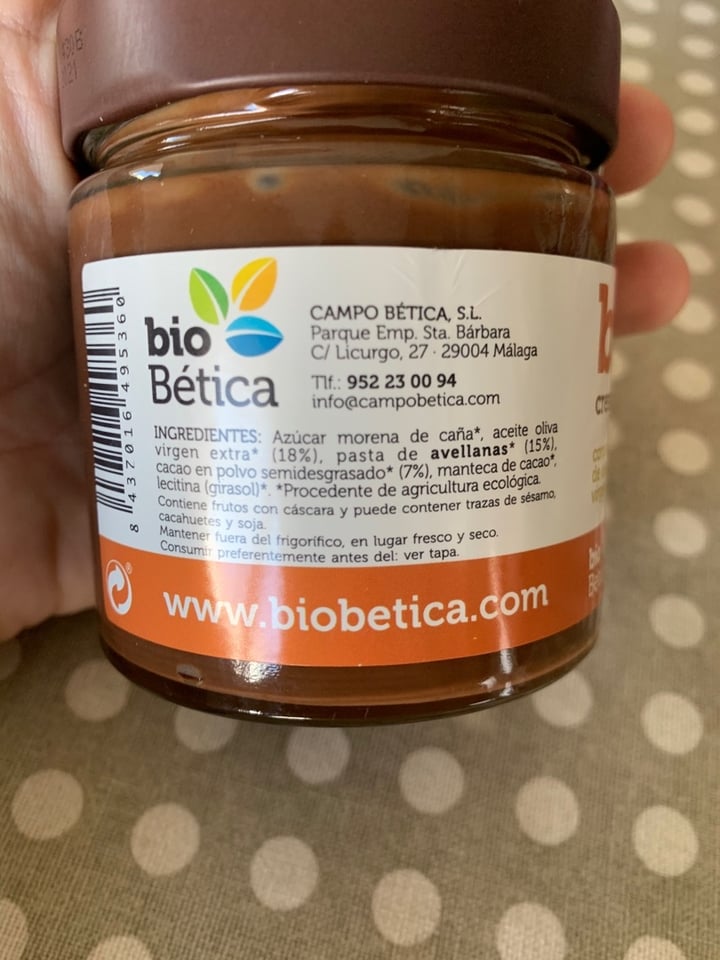 bio
Bética
CAMPO BÉTICA, S.L.
Parque Emp. Sta. Bárbara
C/ Licurgo, 27 · 29004 Málaga
Tlf.: 952 23 00 94
info@campobetica.com
INGREDIENTES: Azúcar morena de caña*, aceite oliva
virgen extra* (18%), pasta de avellanas* (15%),
cacao en polvo semidesgrasado* (7%), manteca de cacao*,
lecitina (girasol)*. *Procedente de agricultura ecológica.
Contiene frutos con cáscara y puede contener trazas de sésamo,
cacahuetes y soja.
Mantener fuera del frigorífico, en lugar fresco y seco.
Consumir preferentemente antes del: ver tapa.
www.biobetica.com
8 437016 495360